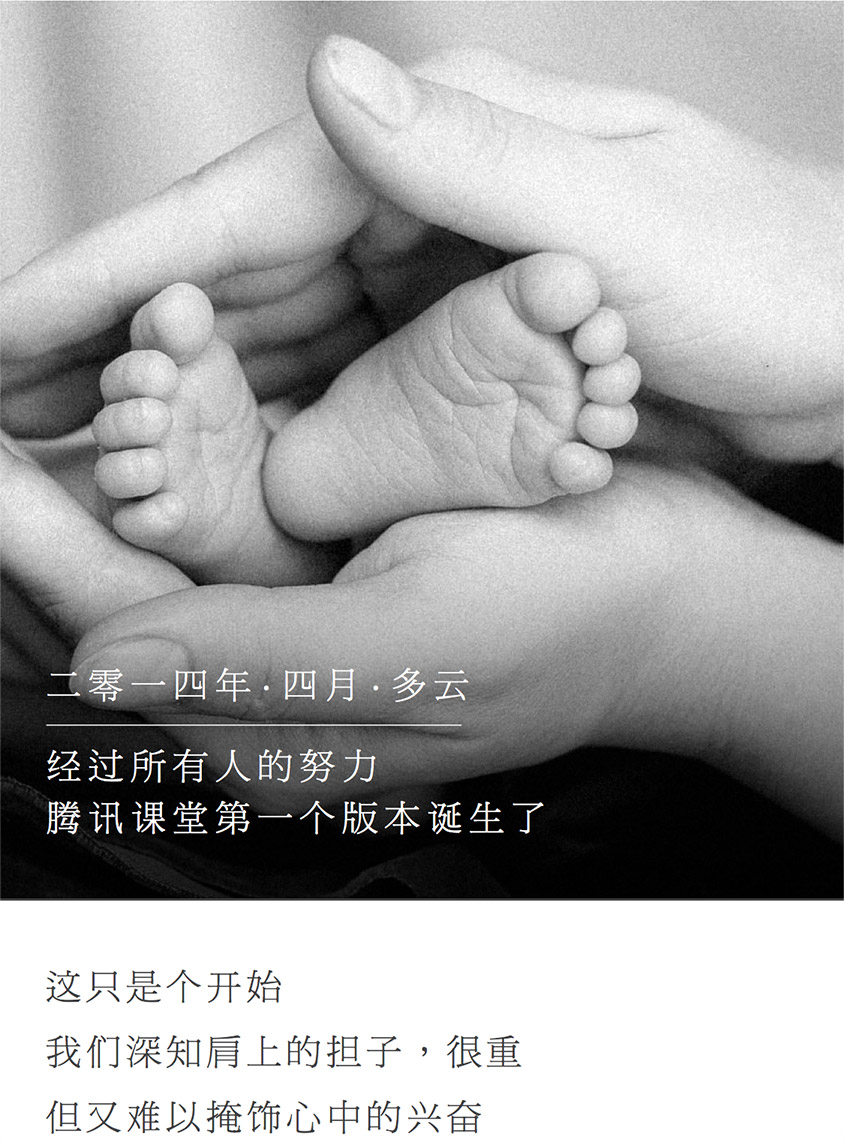 二零一四年·四月·多云
经过所有人的努力
腾讯课堂第一个版本诞生了
这只是个开始
我们深知肩上的担子，很重
但又难以掩饰心中的兴奋